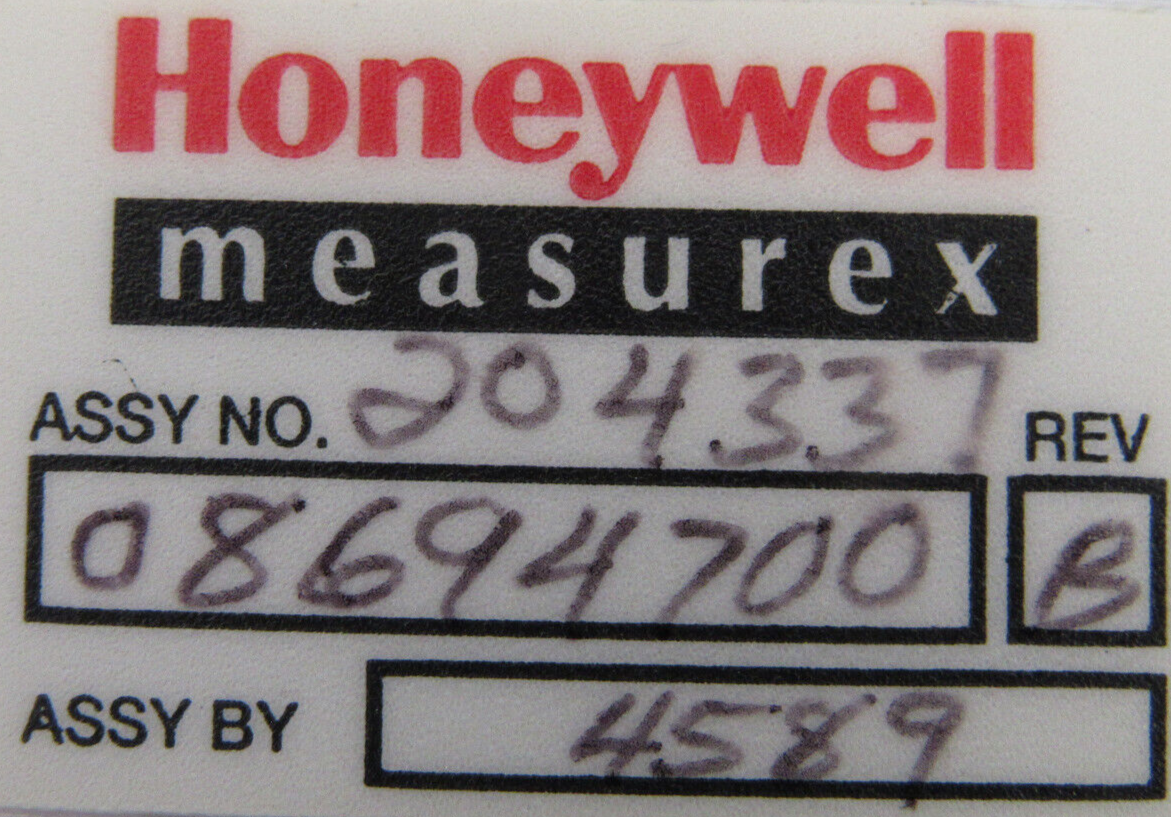 Honeywell
measurex
ASSY NO. 204337 REV
08694700 B
ASSY BY 4589